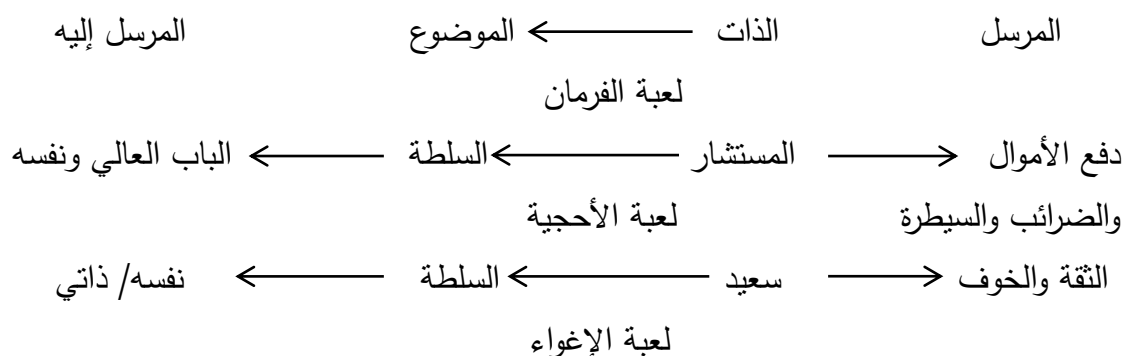 المرسل الذات الموضوع المرسل إليه
لعبة الفرمان
دفع الأموال المستشار السلطة الباب العالي ونفسه
والضرائب والسيطرة لعبة الأحجية
الثقة والخوف سعيد السلطة نفسه/ ذاتي
لعبة الإغواء